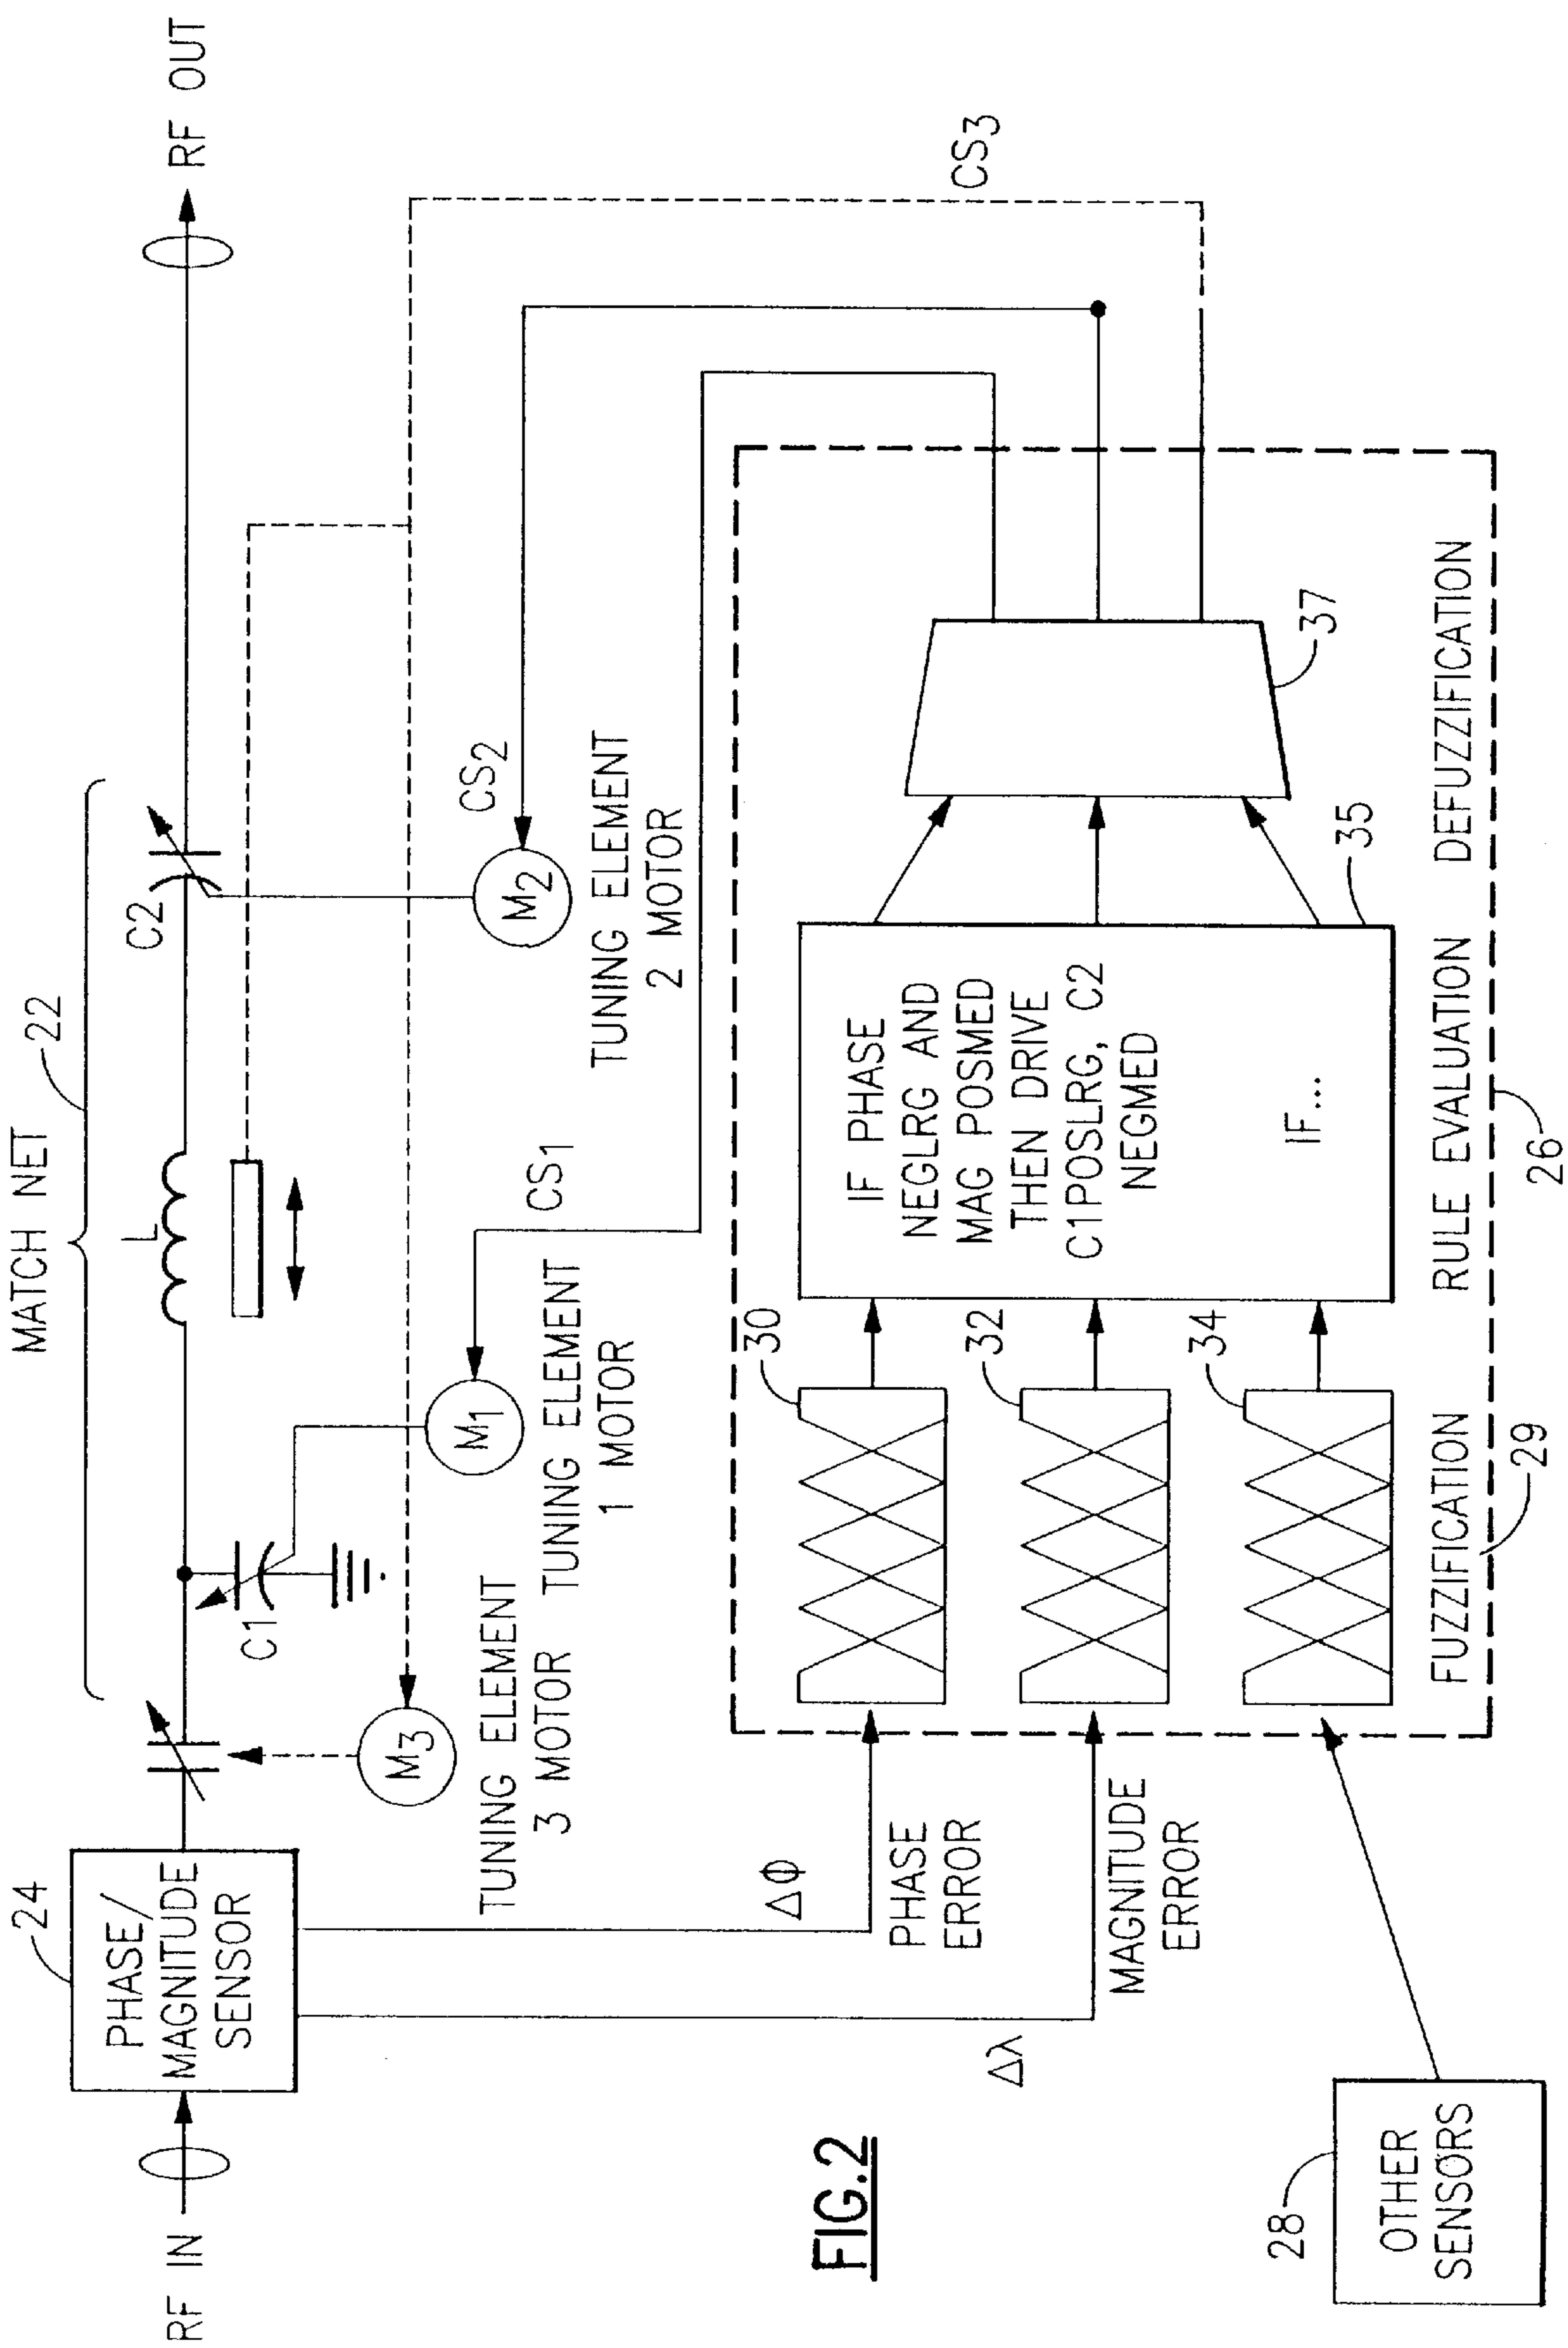 MATCH NET
22
RF IN
24
PHASE/
MAGNITUDE
SENSOR
C1
L
C2
RF OUT
M3
TUNING ELEMENT
3 MOTOR
M1
TUNING ELEMENT
1 MOTOR
CS1
M2
TUNING ELEMENT
2 MOTOR
CS2
CS3
ΔΦ
PHASE
ERROR
Δλ
MAGNITUDE
ERROR
28
OTHER
SENSORS
30
32
34
IF PHASE
NEGLRG AND
MAG POSMED
THEN DRIVE
C1POSLRG, C2
NEGMED
IF...
35
37
FUZZIFICATION
RULE EVALUATION
DEFUZZIFICATION
29
26
FIG.2